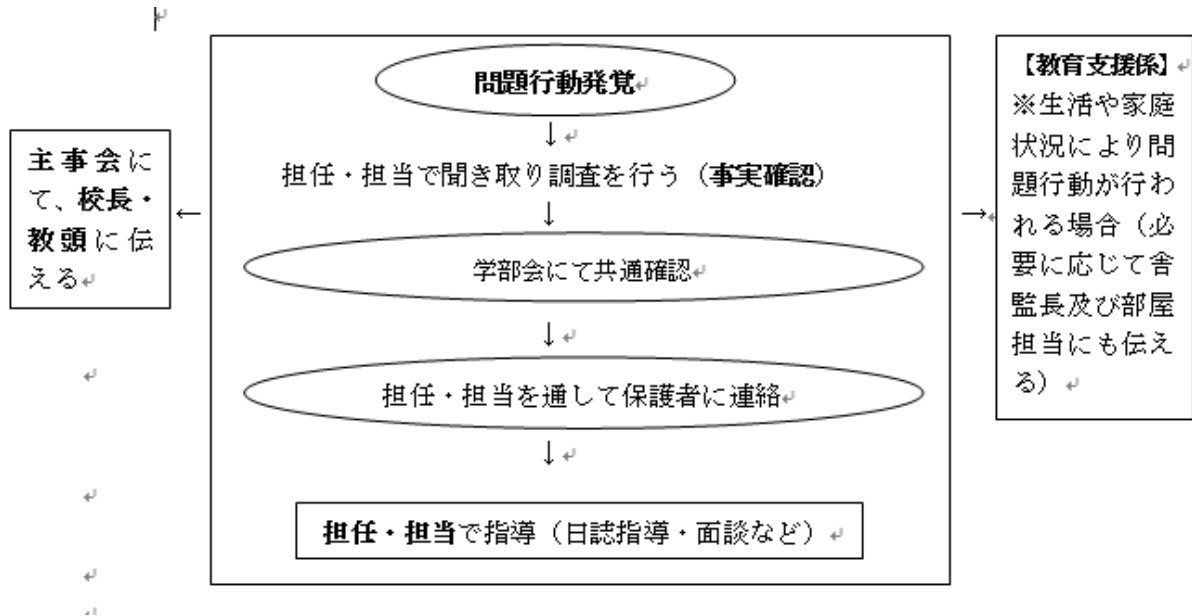 問題行動発覚
↓
担任・担当で聞き取り調査を行う（事実確認）
↓
学部会にて共通確認
↓
担任・担当を通して保護者に連絡
↓
担任・担当で指導（日誌指導・面談など）
←
主事会に
て、校長・
教頭に伝
える
→
【教育支援係】
※生活や家庭
状況により問
題行動が行わ
れる場合（必
要に応じて舎
監長及び部屋
担当にも伝え
る）